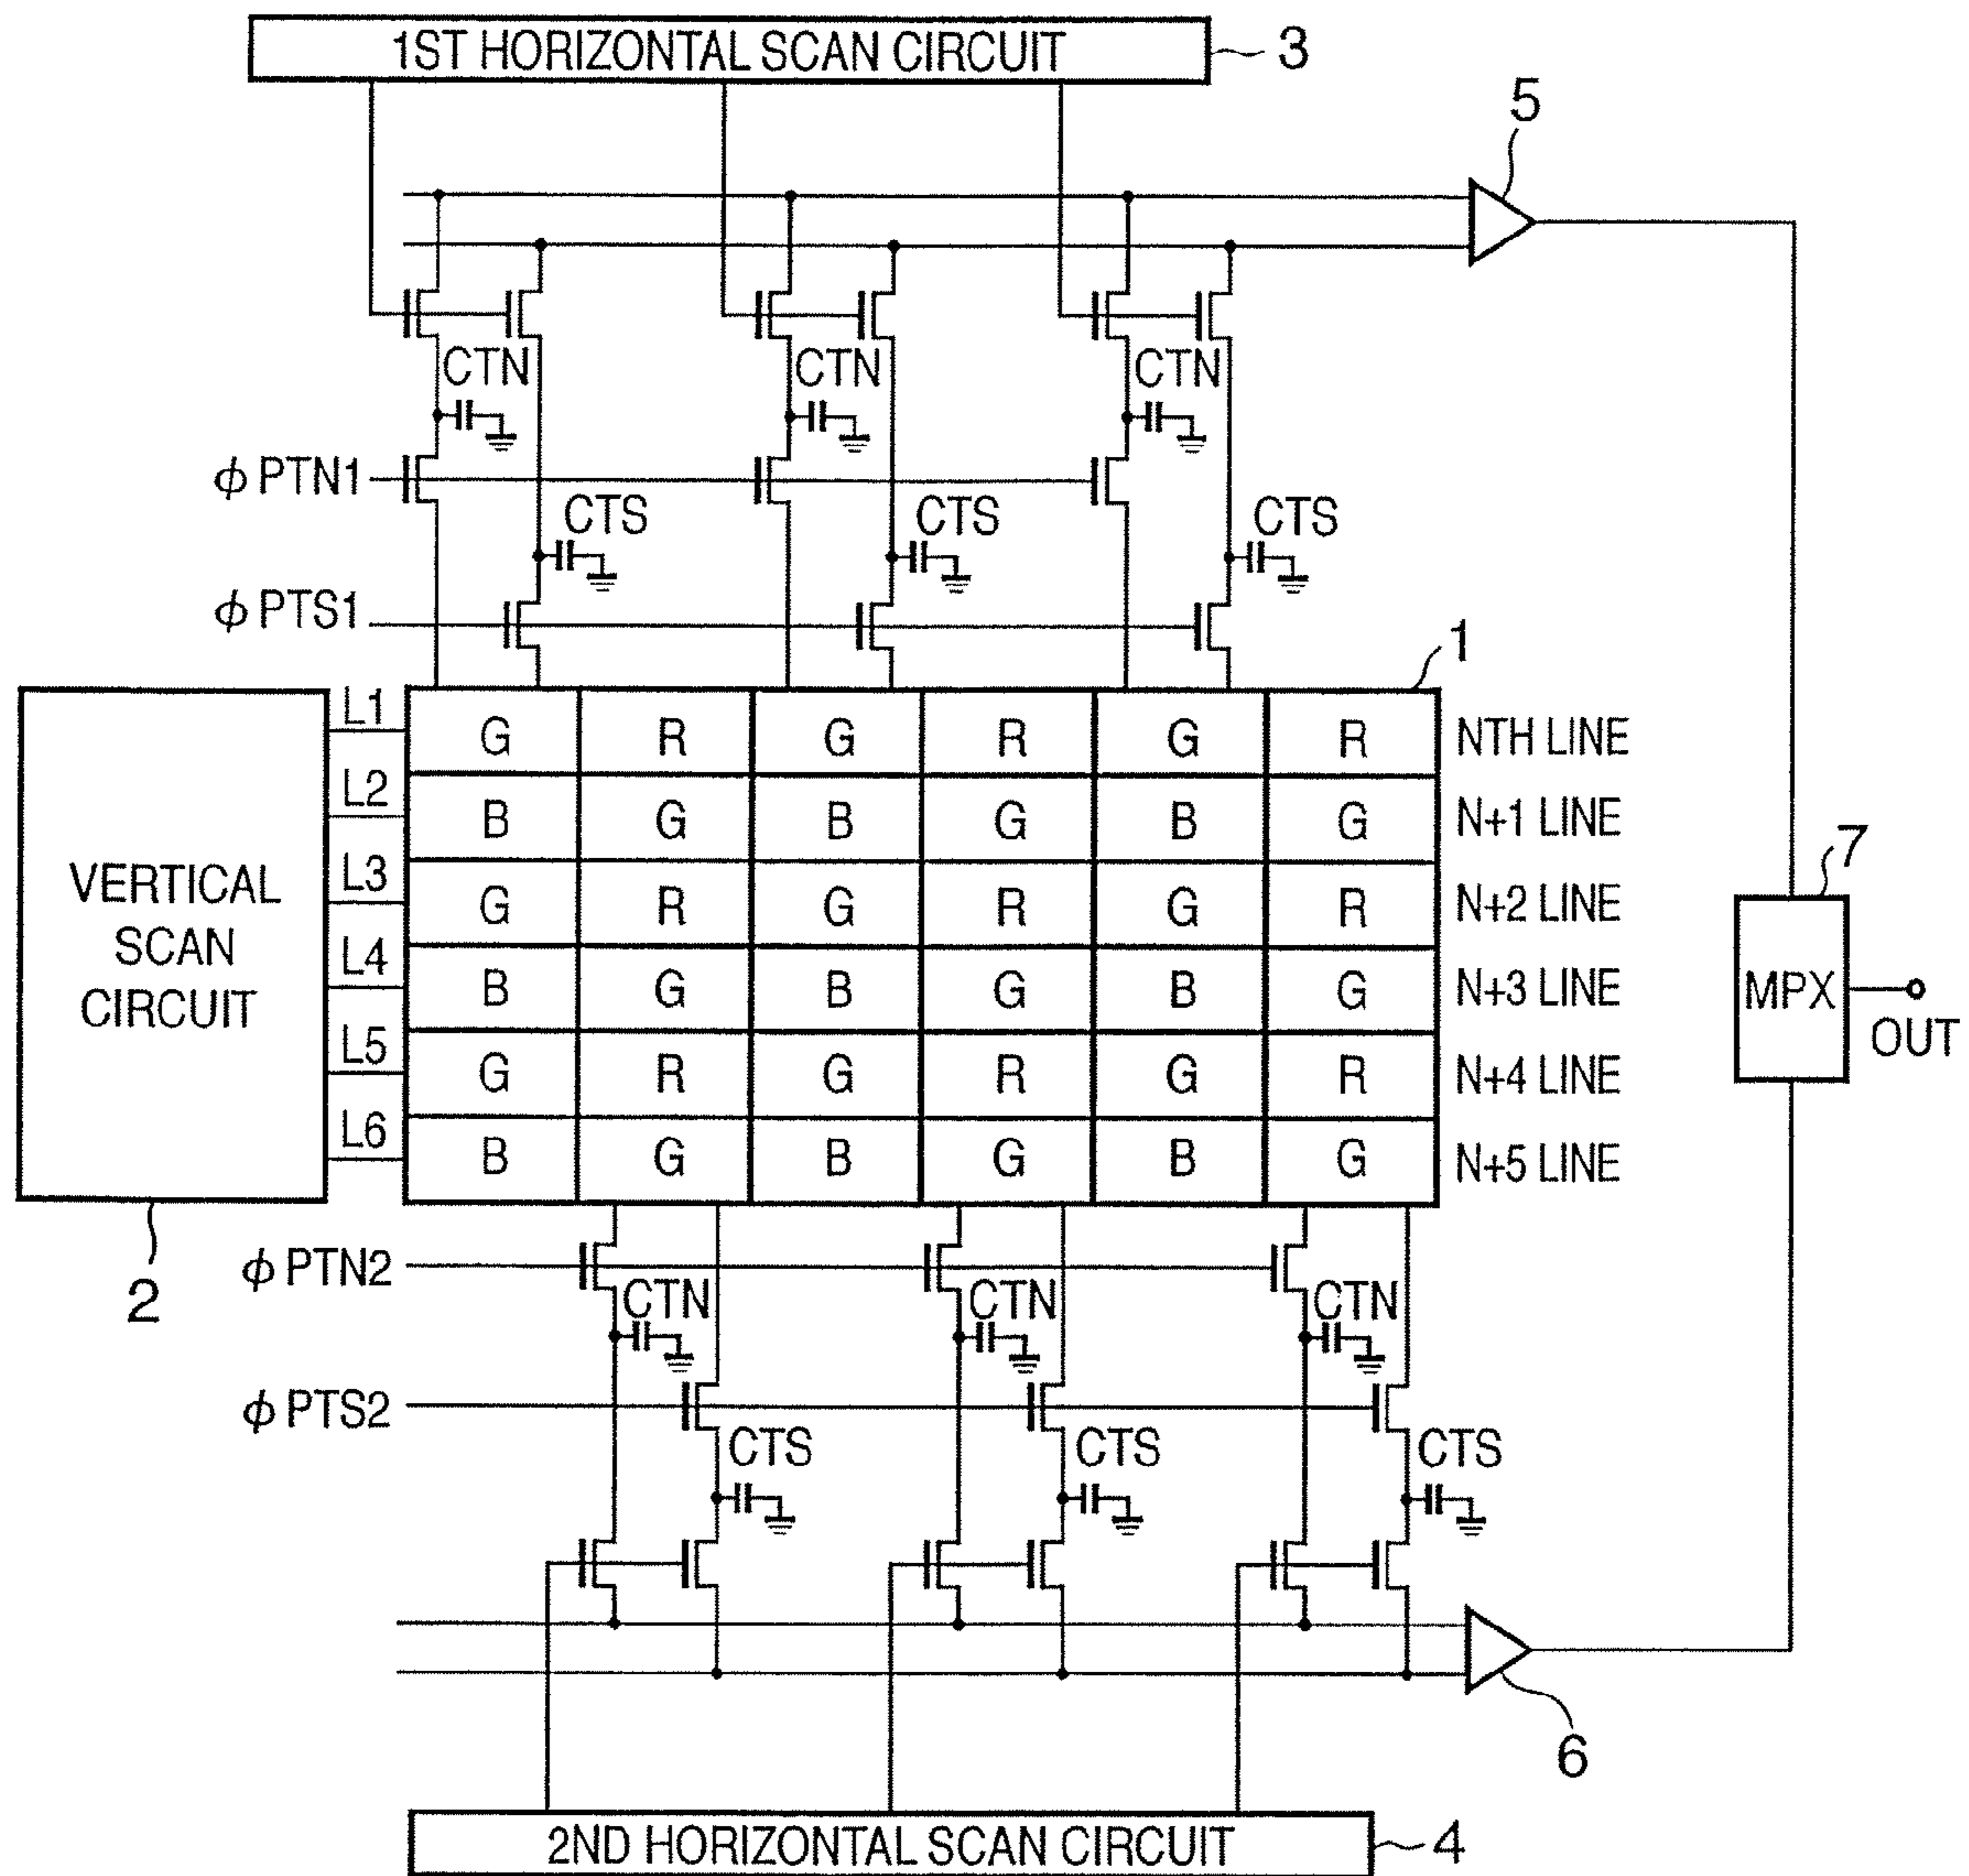 1ST HORIZONTAL SCAN CIRCUIT 3
5
CTN CTN CTN
φ PTN1
CTS CTS CTS
φ PTS1
1
L1 G R G R G R NTH LINE
L2 B G B G B G N+1 LINE
L3 G R G R G R N+2 LINE
L4 B G B G B G N+3 LINE
L5 G R G R G R N+4 LINE
L6 B G B G B G N+5 LINE
VERTICAL
SCAN
CIRCUIT
2
7
MPX
OUT
φ PTN2
CTN CTN CTN
φ PTS2
CTS CTS CTS
6
2ND HORIZONTAL SCAN CIRCUIT 4